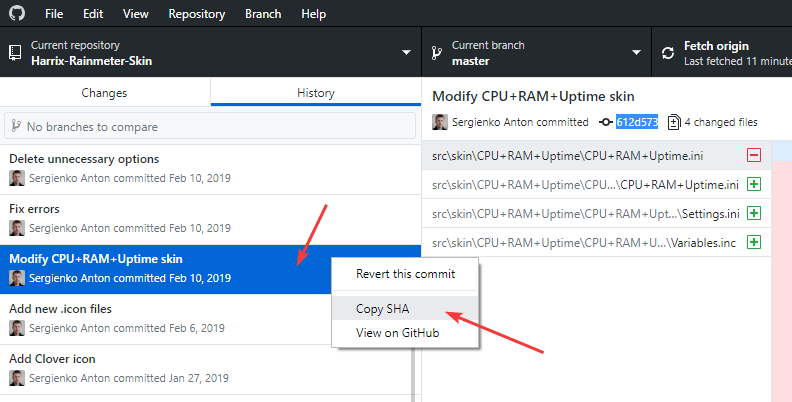 File Edit View Repository Branch Help
Current repository
Harrix-Rainmeter-Skin
Current branch
master
Fetch origin
Last fetched 11 minute
Changes
History
No branches to compare
Delete unnecessary options
Sergienko Anton committed Feb 10, 2019
Fix errors
Sergienko Anton committed Feb 10, 2019
Modify CPU+RAM+Uptime skin
Sergienko Anton committed Feb 10, 2019
Add new .icon files
Sergienko Anton committed Feb 6, 2019
Add Clover icon
Sergienko Anton committed Jan 27, 2019
Revert this commit
Copy SHA
View on GitHub
Modify CPU+RAM+Uptime skin
Sergienko Anton committed 612d573 4 changed files
src\skin\CPU+RAM+Uptime\CPU+RAM+Uptime.ini
src\skin\CPU+RAM+Uptime\CPU...\CPU+RAM+Uptime.ini
src\skin\CPU+RAM+Uptime\CPU+RAM+Upt...\Settings.ini
src\skin\CPU+RAM+Uptime\CPU+RAM+U...\Variables.inc